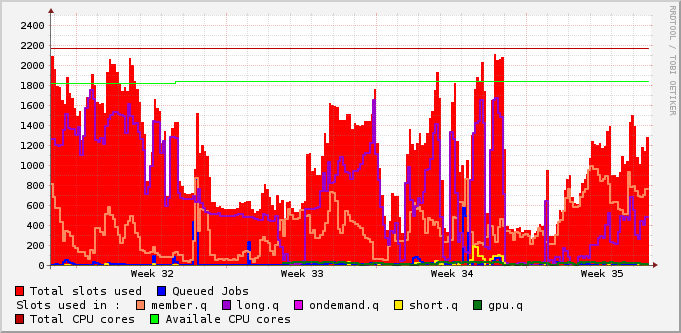 RRDTOOL / TOBI OETIKER
2400
2200
2000
1800
1600
1400
1200
1000
800
600
400
200
0
Week 32 Week 33 Week 34 Week 35
Total slots used Queued Jobs
Slots used in : member.q long.q ondemand.q short.q gpu.q
Total CPU cores Availale CPU cores